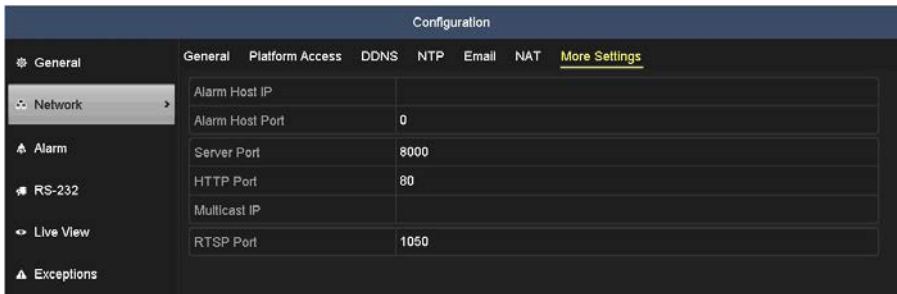 Configuration
General
Network
Alarm
RS-232
Live View
Exceptions
General Platform Access DDNS NTP Email NAT More Settings
Alarm Host IP
Alarm Host Port 0
Server Port 8000
HTTP Port 80
Multicast IP
RTSP Port 1050